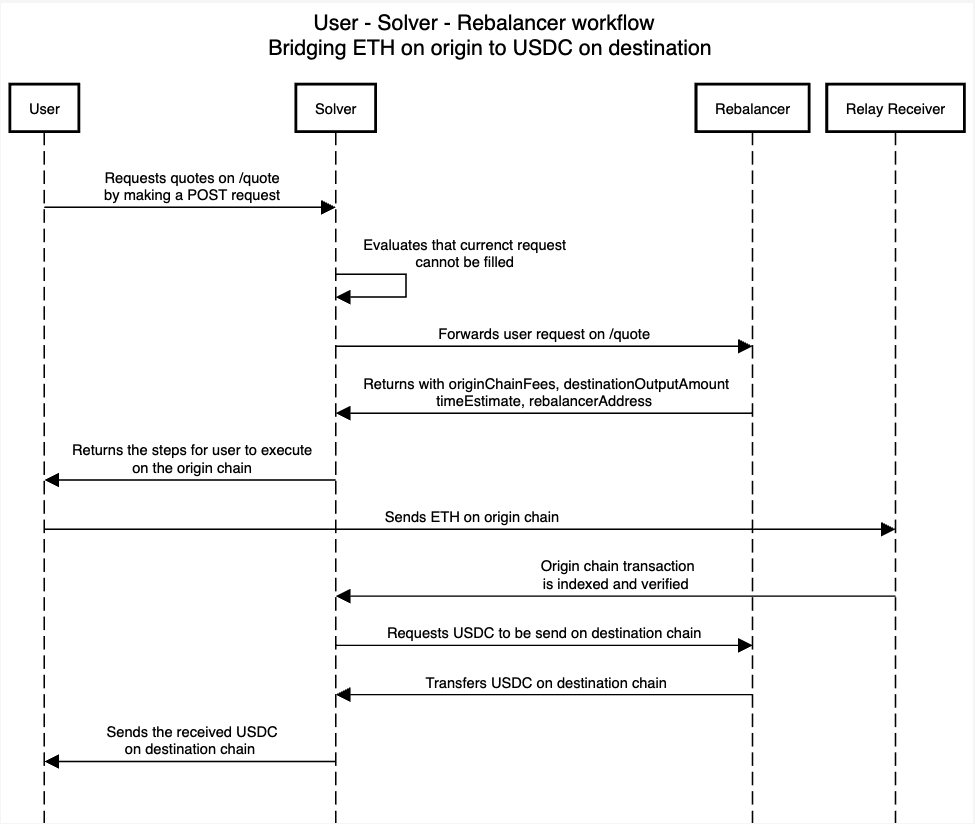 User - Solver - Rebalancer workflow
Bridging ETH on origin to USDC on destination
User
Solver
Rebalancer
Relay Receiver
Requests quotes on /quote
by making a POST request
Evaluates that currenct request
cannot be filled
Forwards user request on /quote
Returns with originChainFees, destinationOutputAmount
timeEstimate, rebalancerAddress
Returns the steps for user to execute
on the origin chain
Sends ETH on origin chain
Origin chain transaction
is indexed and verified
Requests USDC to be send on destination chain
Transfers USDC on destination chain
Sends the received USDC
on destination chain